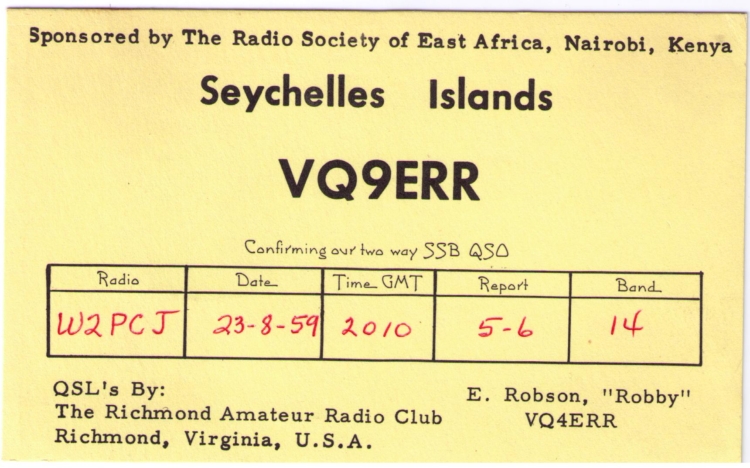 Sponsored by The Radio Society of East Africa, Nairobi, Kenya
Seychelles Islands
VQ9ERR
Confirming our two way SSB QSO
Radio Date Time GMT Report Band
W2PCJ 23-8-59 2010 5-6 14
QSL's By:
The Richmond Amateur Radio Club
Richmond, Virginia, U.S.A.
E. Robson, "Robby"
VQ4ERR